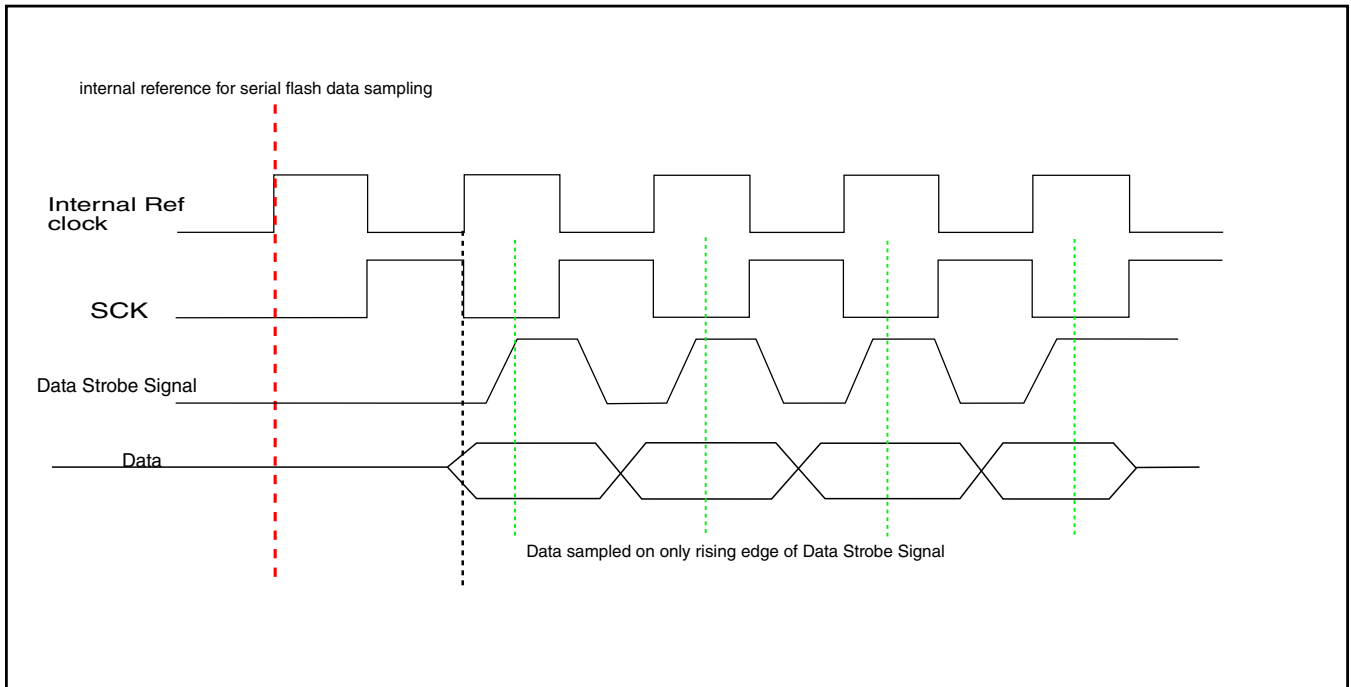 internal reference for serial flash data sampling
Internal Ref
clock
SCK
Data Strobe Signal
Data
Data sampled on only rising edge of Data Strobe Signal